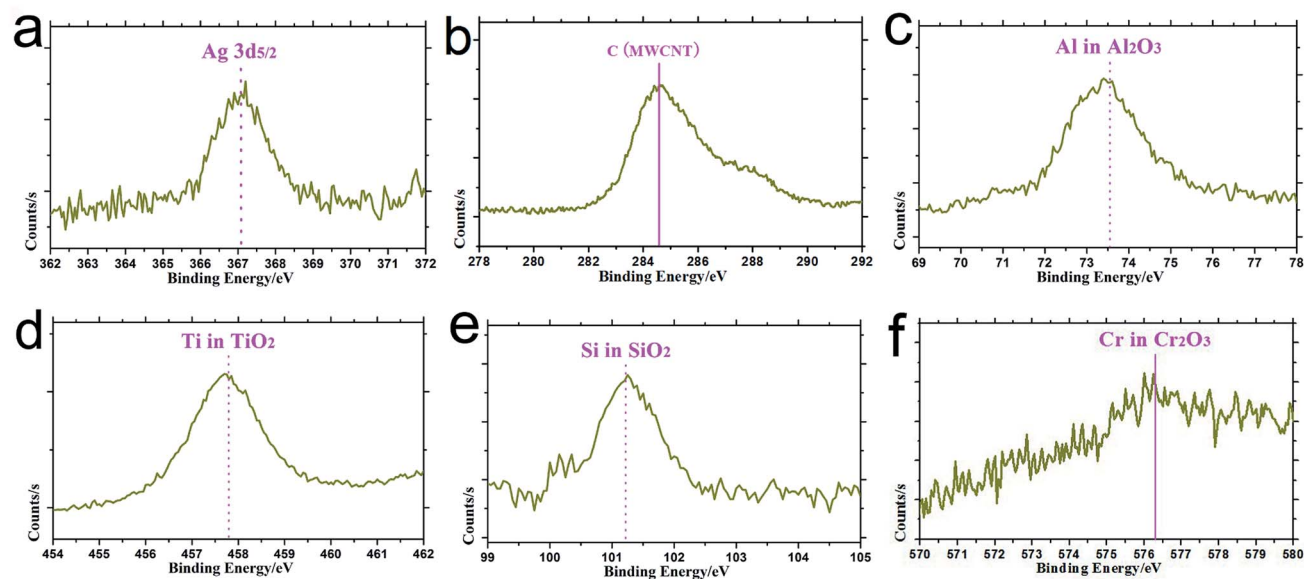 a
Ag 3d5/2
Counts/s
362 363 364 365 366 367 368 369 370 371 372
Binding Energy/eV
b
C (MWCNT)
Counts/s
278 280 282 284 286 288 290 292
Binding Energy/eV
c
Al in Al2O3
Counts/s
69 70 71 72 73 74 75 76 77 78
Binding Energy/eV
d
Ti in TiO2
Counts/s
454 455 456 457 458 459 460 461 462
Binding Energy/eV
e
Si in SiO2
Counts/s
99 100 101 102 103 104 105
Binding Energy/eV
f
Cr in Cr2O3
Counts/s
570 571 572 573 574 575 576 577 578 579 580
Binding Energy/eV